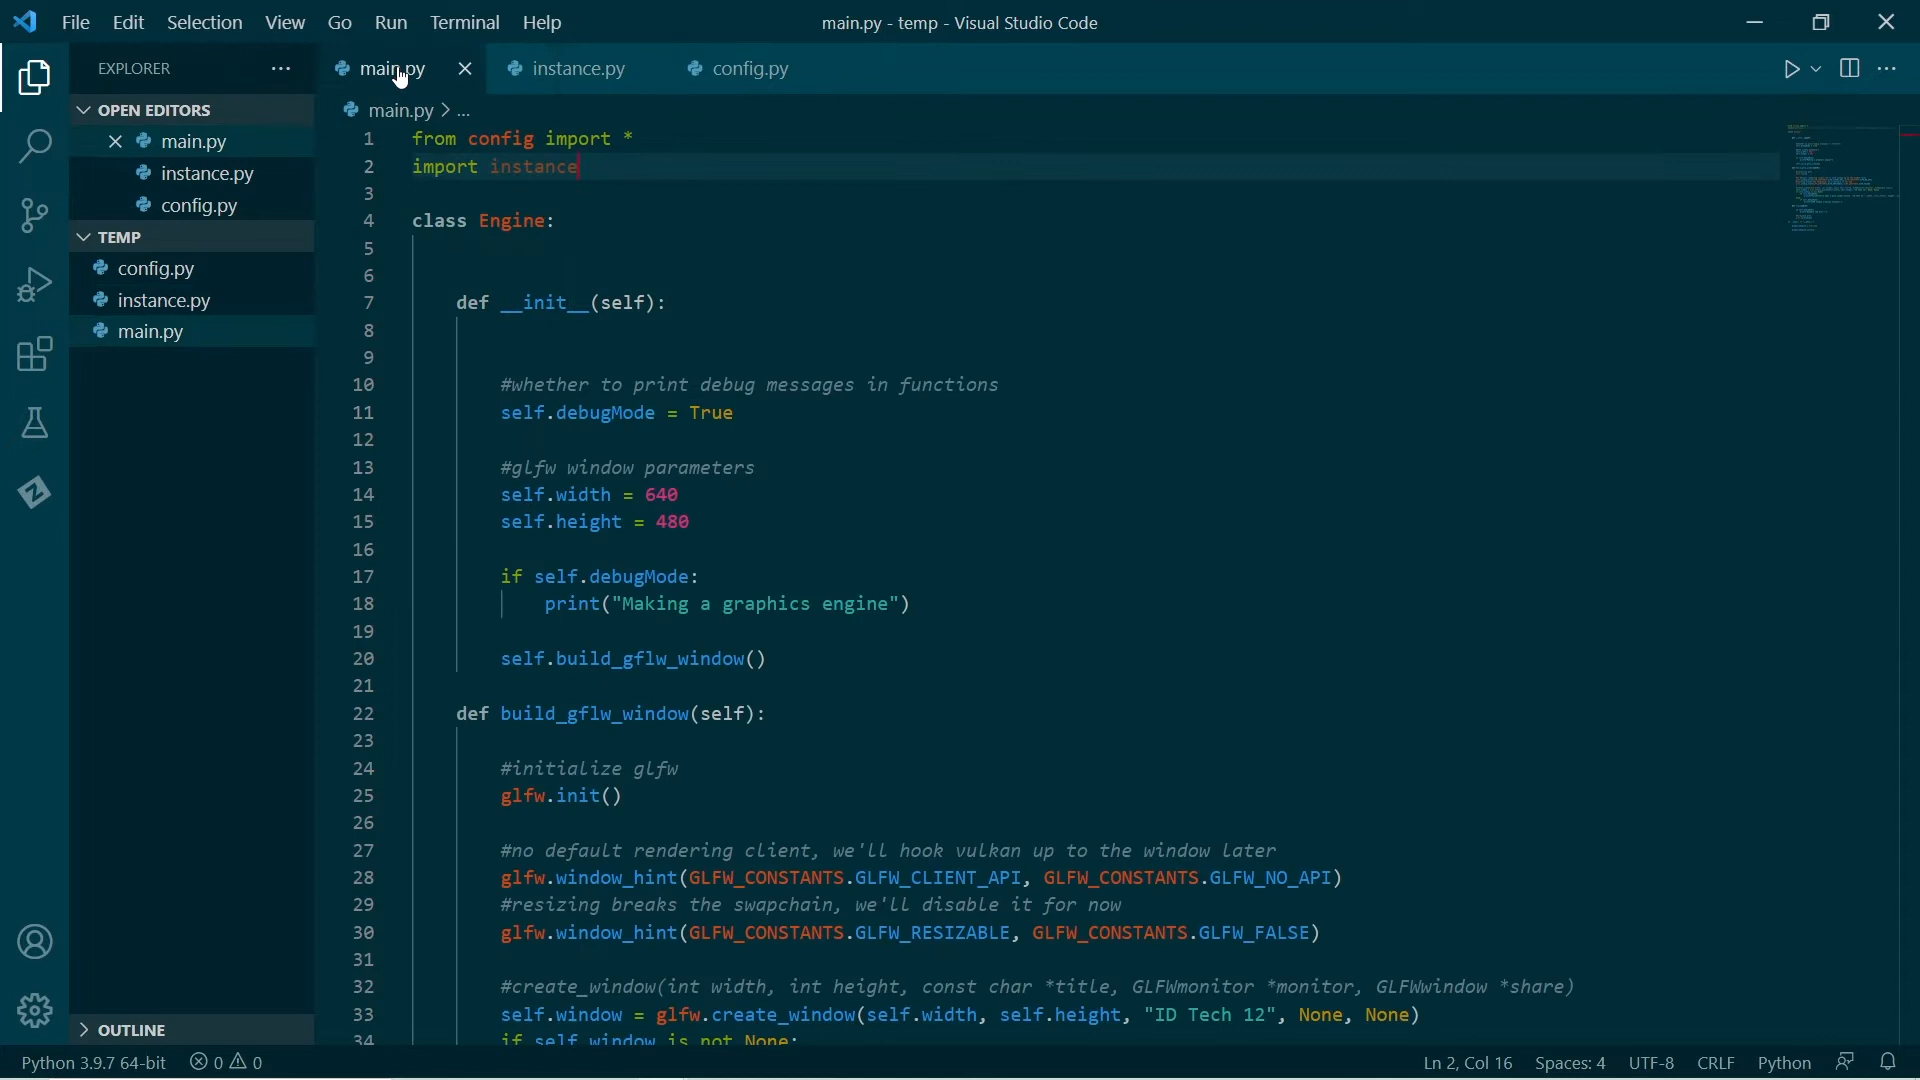 File Edit Selection View Go Run Terminal Help
main.py - temp - Visual Studio Code
EXPLORER
main.py
instance.py
config.py
OPEN EDITORS
main.py
instance.py
config.py
TEMP
config.py
instance.py
main.py
OUTLINE
main.py > ...
1 from config import *
2 import instance
3
4 class Engine:
5
6
7 def __init__(self):
8
9
10 #whether to print debug messages in functions
11 self.debugMode = True
12
13 #glfw window parameters
14 self.width = 640
15 self.height = 480
16
17 if self.debugMode:
18 print("Making a graphics engine")
19
20 self.build_gflw_window()
21
22 def build_gflw_window(self):
23
24 #initialize glfw
25 glfw.init()
26
27 #no default rendering client, we'll hook vulkan up to the window later
28 glfw.window_hint(GLFW_CONSTANTS.GLFW_CLIENT_API, GLFW_CONSTANTS.GLFW_NO_API)
29 #resizing breaks the swapchain, we'll disable it for now
30 glfw.window_hint(GLFW_CONSTANTS.GLFW_RESIZABLE, GLFW_CONSTANTS.GLFW_FALSE)
31
32 #create_window(int width, int height, const char *title, GLFWmonitor *monitor, GLFWwindow *share)
33 self.window = glfw.create_window(self.width, self.height, "ID Tech 12", None, None)
34 if self.window is not None:
Python 3.9.7 64-bit 0 0
Ln 2, Col 16 Spaces: 4 UTF-8 CRLF Python